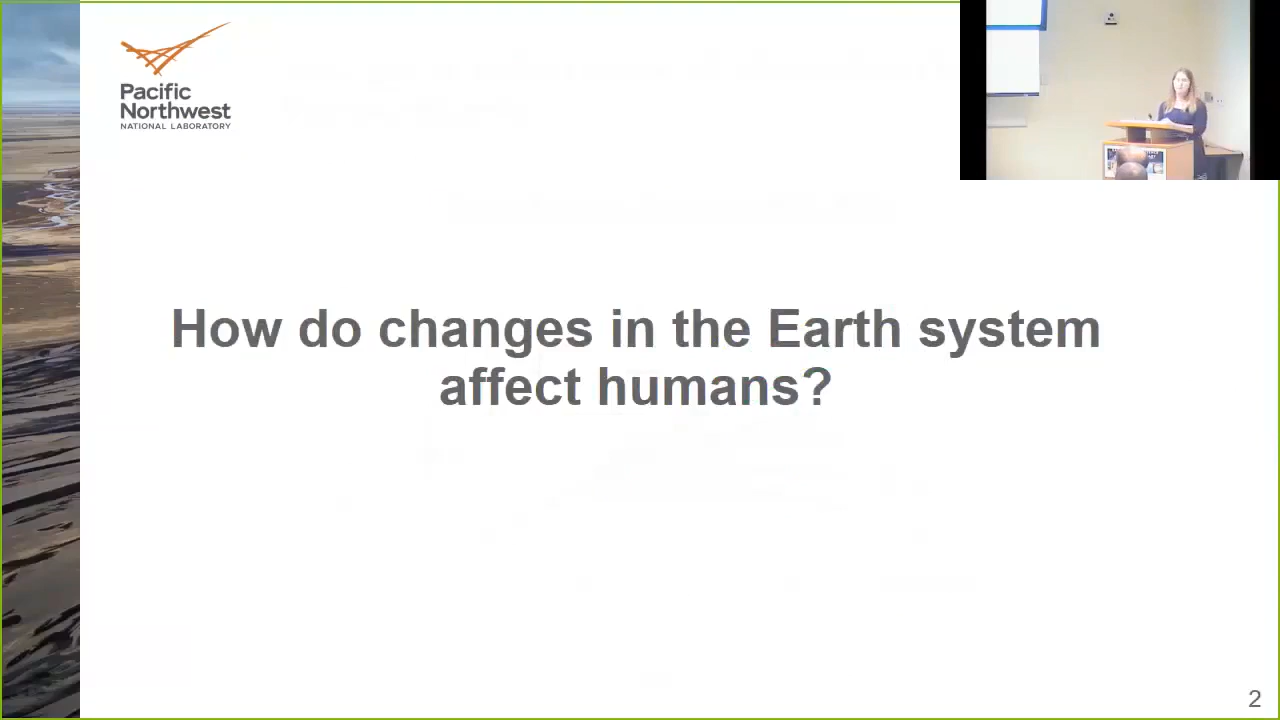 Pacific
Northwest
NATIONAL LABORATORY
How do changes in the Earth system
affect humans?
2